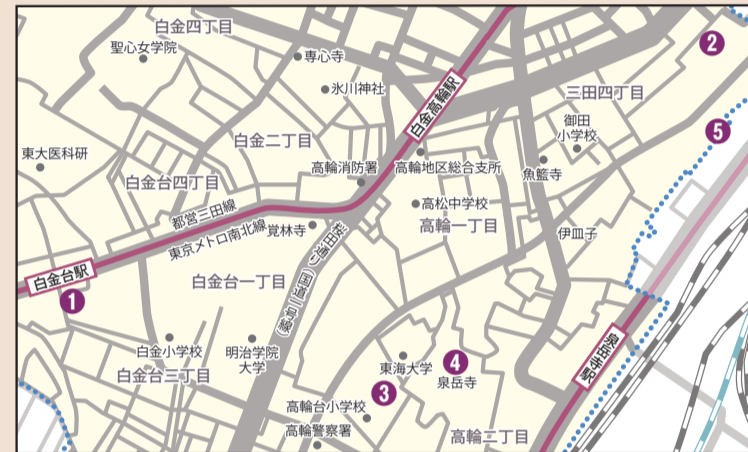 白金四丁目
聖心女学院
専心寺
氷川神社
白金高輪駅
2
三田四丁目
御田
小学校
5
白金二丁目
東大医科研
高輪消防署
高輪地区総合支所
魚籃寺
白金台四丁目
都営三田線
東京メトロ南北線
覚林寺
高松中学校
高輪一丁目
伊皿子
桜田通り(国道一号線)
白金台駅
1
白金台一丁目
白金小学校
明治学院
大学
白金台三丁目
東海大学
4
泉岳寺
泉岳寺駅
3
高輪台小学校
高輪警察署
高輪二丁目